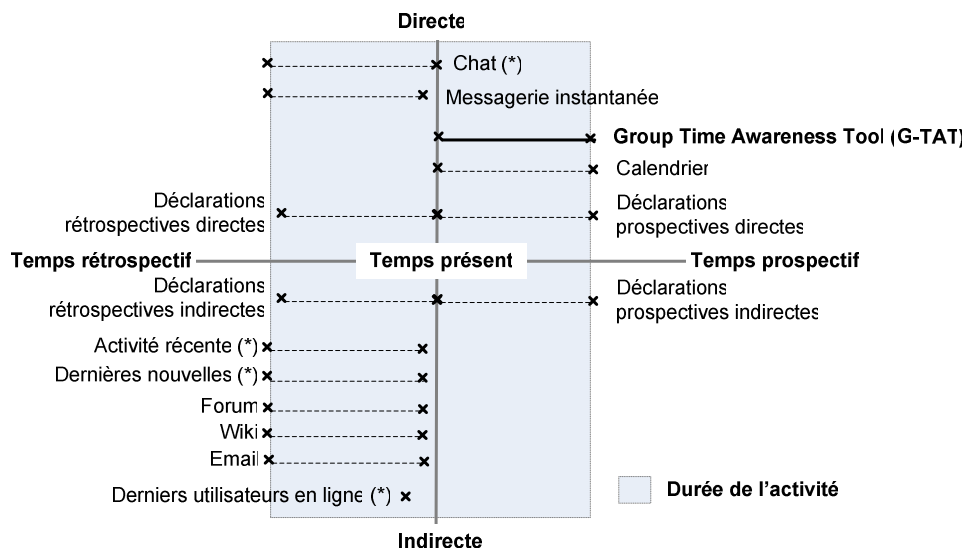 Directe
Chat (*)
Messagerie instantanée
Group Time Awareness Tool (G-TAT)
Calendrier
Déclarations
rétrospectives directes
Déclarations
prospectives directes
Temps rétrospectif
Temps présent
Temps prospectif
Déclarations
rétrospectives indirectes
Déclarations
prospectives indirectes
Activité récente (*)
Dernières nouvelles (*)
Forum
Wiki
Email
Derniers utilisateurs en ligne (*)
Durée de l'activité
Indirecte